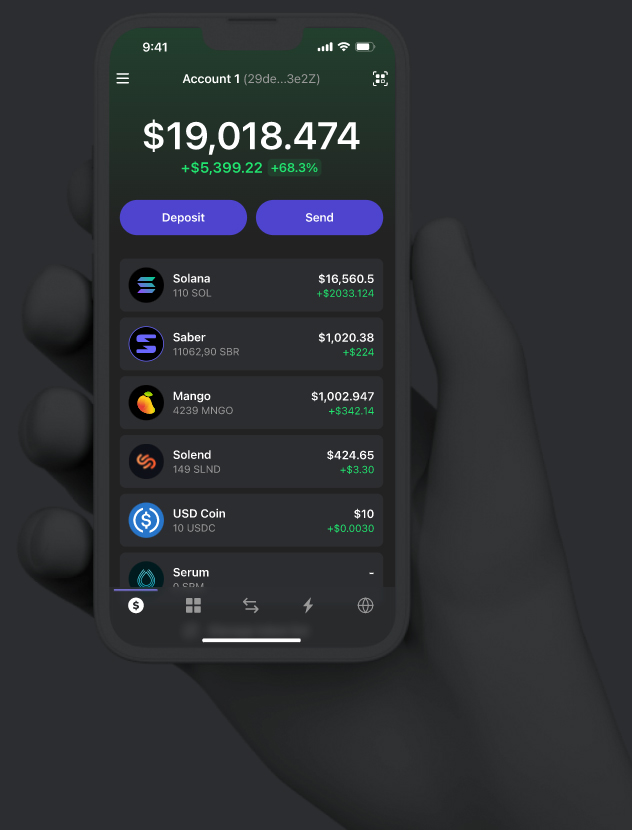 9:41
Account 1 (29de...3e2Z)
$19,018.474
+$5,399.22 +68.3%
Deposit Send
Solana $16,560.5
110 SOL +$2033.124
Saber $1,020.38
11062,90 SBR +$224
Mango $1,002.947
4239 MNGO +$342.14
Solend $424.65
149 SLND +$3.30
USD Coin $10
10 USDC +$0.0030
Serum -
0 SRM